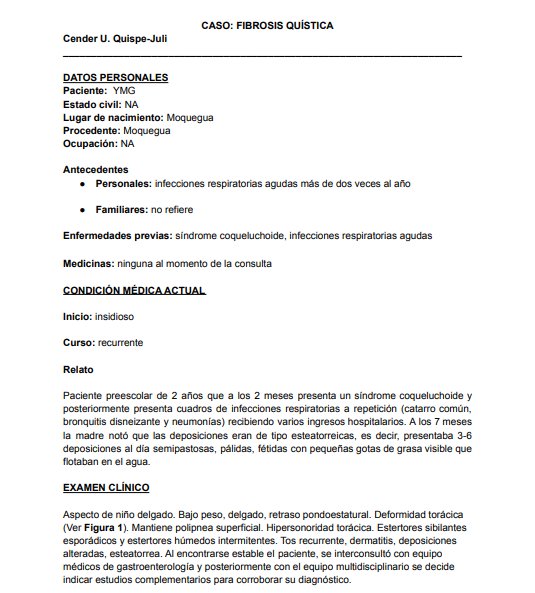 CASO: FIBROSIS QUÍSTICA
Cender U. Quispe-Juli
DATOS PERSONALES
Paciente: YMG
Estado civil: NA
Lugar de nacimiento: Moquegua
Procedente: Moquegua
Ocupación: NA
Antecedentes
● Personales: infecciones respiratorias agudas más de dos veces al año
● Familiares: no refiere
Enfermedades previas: síndrome coqueluchoide, infecciones respiratorias agudas
Medicinas: ninguna al momento de la consulta
CONDICIÓN MÉDICA ACTUAL
Inicio: insidioso
Curso: recurrente
Relato
Paciente preescolar de 2 años que a los 2 meses presenta un síndrome coqueluchoide y
posteriormente presenta cuadros de infecciones respiratorias a repetición (catarro común,
bronquitis disneizante y neumonías) recibiendo varios ingresos hospitalarios. A los 7 meses
la madre notó que las deposiciones eran de tipo esteatorreicas, es decir, presentaba 3-6
deposiciones al día semipastosas, pálidas, fétidas con pequeñas gotas de grasa visible que
flotaban en el agua.
EXAMEN CLÍNICO
Aspecto de niño delgado. Bajo peso, delgado, retraso pondoestatural. Deformidad torácica
(Ver Figura 1). Mantiene polipnea superficial. Hipersonoridad torácica. Estertores sibilantes
esporádicos y estertores húmedos intermitentes. Tos recurrente, dermatitis, deposiciones
alteradas, esteatorrea. Al encontrarse estable el paciente, se interconsultó con equipo
médicos de gastroenterología y posteriormente con el equipo multidisciplinario se decide
indicar estudios complementarios para corroborar su diagnóstico.